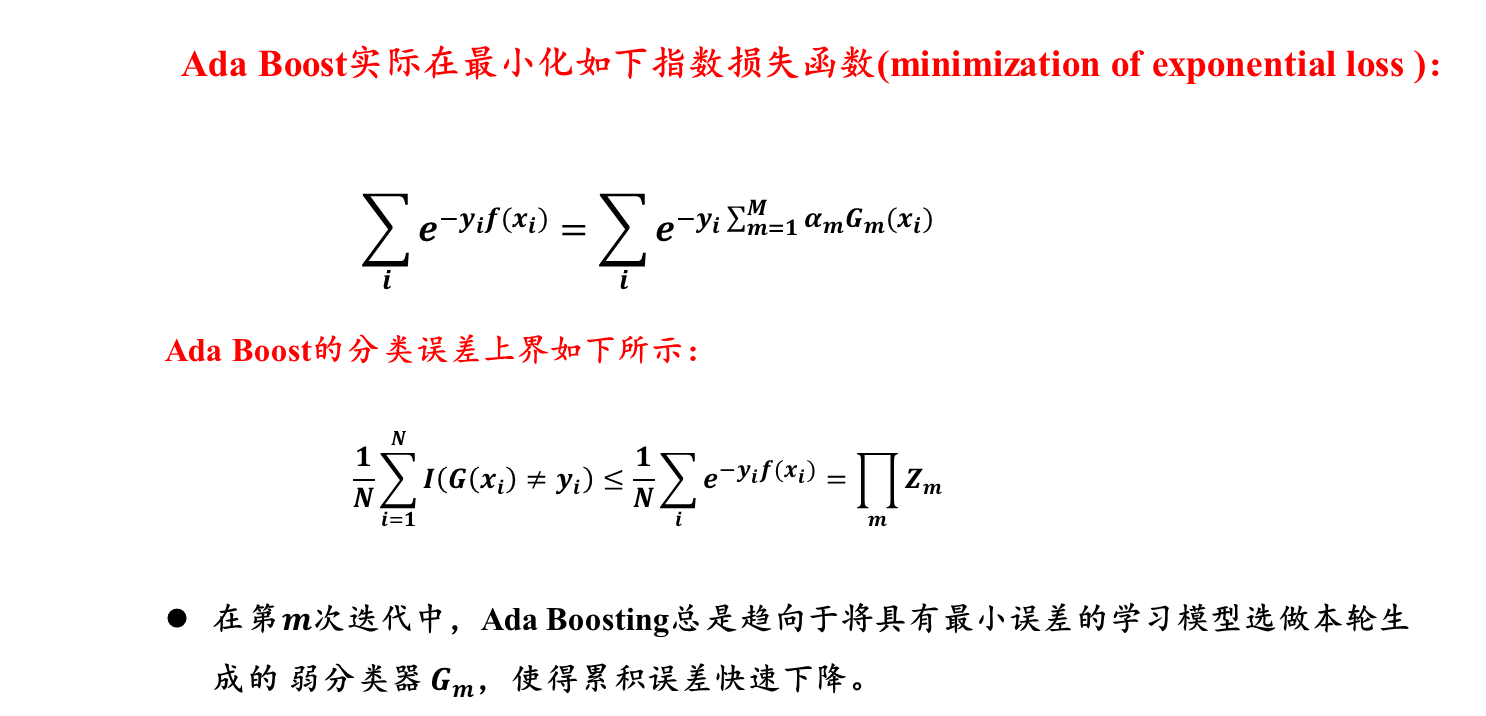 Ada Boost实际在最小化如下指数损失函数(minimization of exponential loss )：
∑_i e^{-y_i f(x_i)} = ∑_i e^{-y_i ∑_{m=1}^{M} α_m G_m(x_i)}
Ada Boost的分类误差上界如下所示：
1/N ∑_{i=1}^{N} I(G(x_i) ≠ y_i) ≤ 1/N ∑_i e^{-y_i f(x_i)} = ∏_m Z_m
● 在第m次迭代中，Ada Boosting总是趋向于将具有最小误差的学习模型选做本轮生
成的 弱分类器 G_m，使得累积误差快速下降。